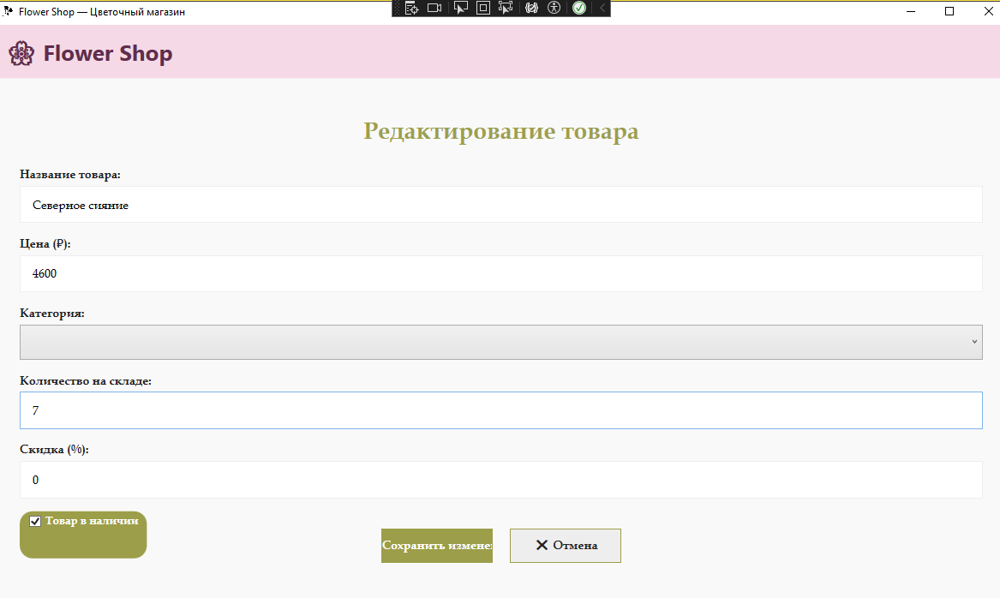 Flower Shop — Цветочный магазин
Flower Shop
Редактирование товара
Название товара:
Северное сияние
Цена (₽):
4600
Категория:
Количество на складе:
7
Скидка (%):
0
Товар в наличии
Сохранить измене
Отмена